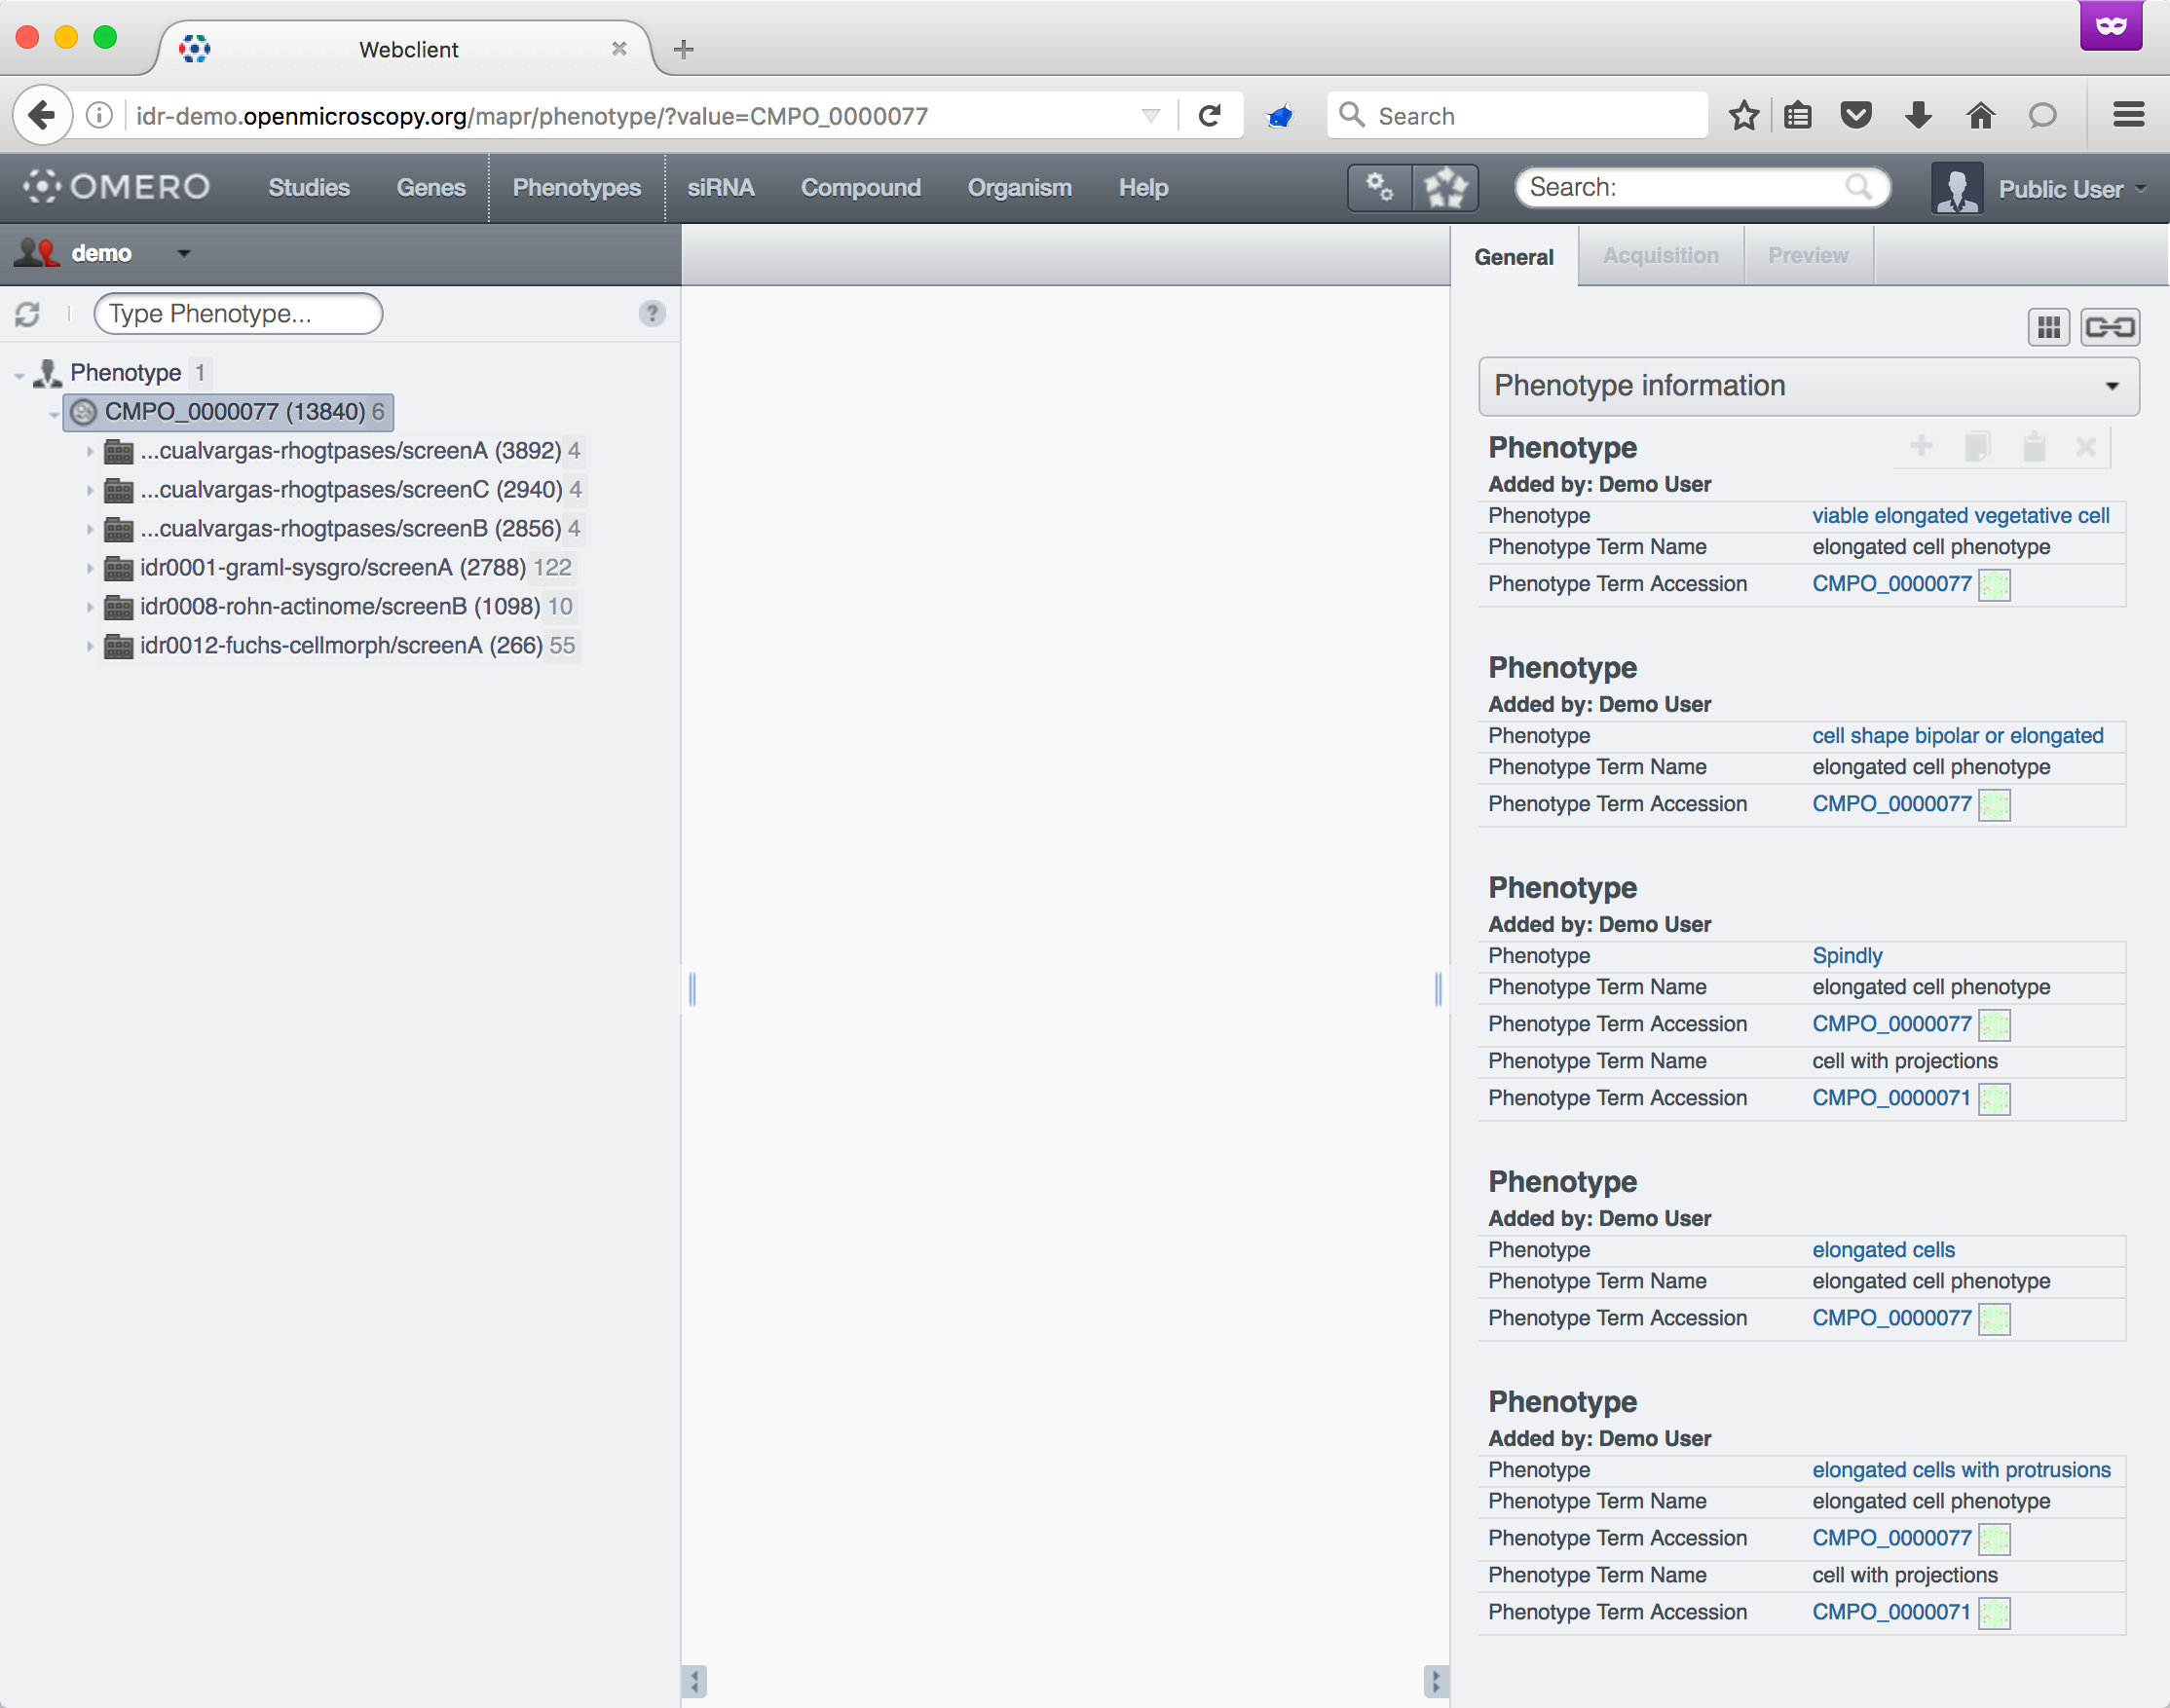 Webclient
idr-demo.openmicroscopy.org/mapr/phenotype/?value=CMPO_0000077
Search
OMERO Studies Genes Phenotypes siRNA Compound Organism Help Search: Public User
demo
General Acquisition Preview
Type Phenotype...
?
Phenotype 1
CMPO_0000077 (13840) 6
...cualvargas-rhogtpases/screenA (3892) 4
...cualvargas-rhogtpases/screenC (2940) 4
...cualvargas-rhogtpases/screenB (2856) 4
idr0001-graml-sysgro/screenA (2788) 122
idr0008-rohn-actinome/screenB (1098) 10
idr0012-fuchs-cellmorph/screenA (266) 55
Phenotype information
Phenotype
Added by: Demo User
Phenotype viable elongated vegetative cell
Phenotype Term Name elongated cell phenotype
Phenotype Term Accession CMPO_0000077
Phenotype
Added by: Demo User
Phenotype cell shape bipolar or elongated
Phenotype Term Name elongated cell phenotype
Phenotype Term Accession CMPO_0000077
Phenotype
Added by: Demo User
Phenotype Spindly
Phenotype Term Name elongated cell phenotype
Phenotype Term Accession CMPO_0000077
Phenotype Term Name cell with projections
Phenotype Term Accession CMPO_0000071
Phenotype
Added by: Demo User
Phenotype elongated cells
Phenotype Term Name elongated cell phenotype
Phenotype Term Accession CMPO_0000077
Phenotype
Added by: Demo User
Phenotype elongated cells with protrusions
Phenotype Term Name elongated cell phenotype
Phenotype Term Accession CMPO_0000077
Phenotype Term Name cell with projections
Phenotype Term Accession CMPO_0000071